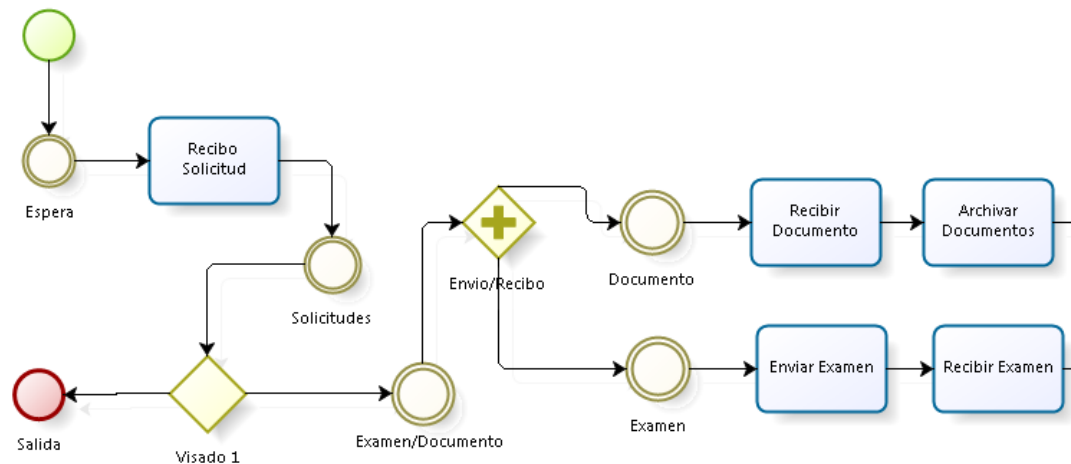 Espera
Recibo
Solicitud
Solicitudes
Visado 1
Salida
Examen/Documento
Envio/Recibo
Documento
Recibir
Documento
Archivar
Documentos
Examen
Enviar Examen
Recibir Examen